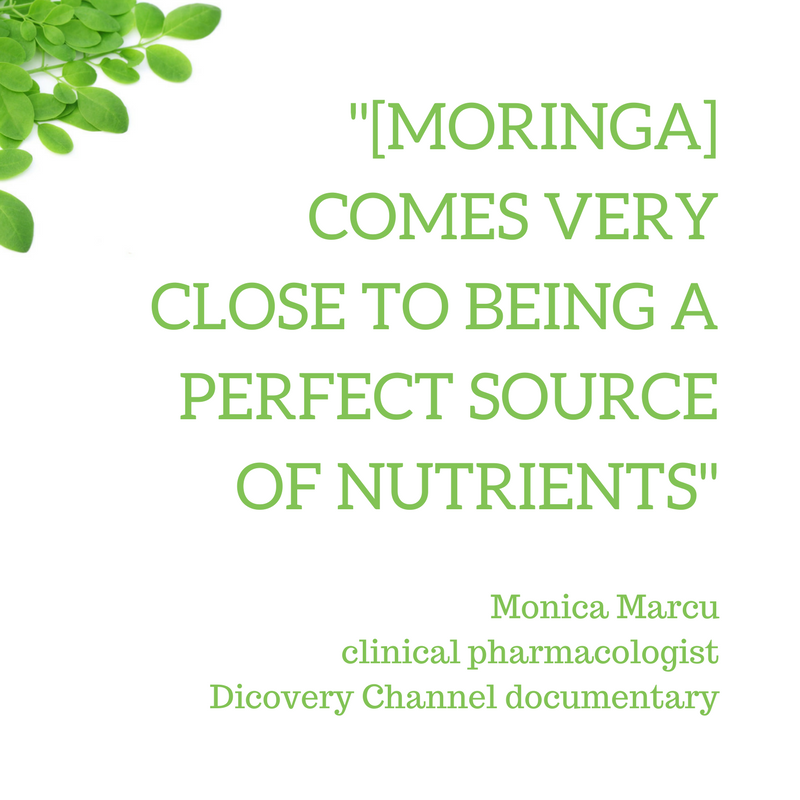 "[MORINGA]
COMES VERY
CLOSE TO BEING A
PERFECT SOURCE
OF NUTRIENTS"
Monica Marcu
clinical pharmacologist
Dicovery Channel documentary